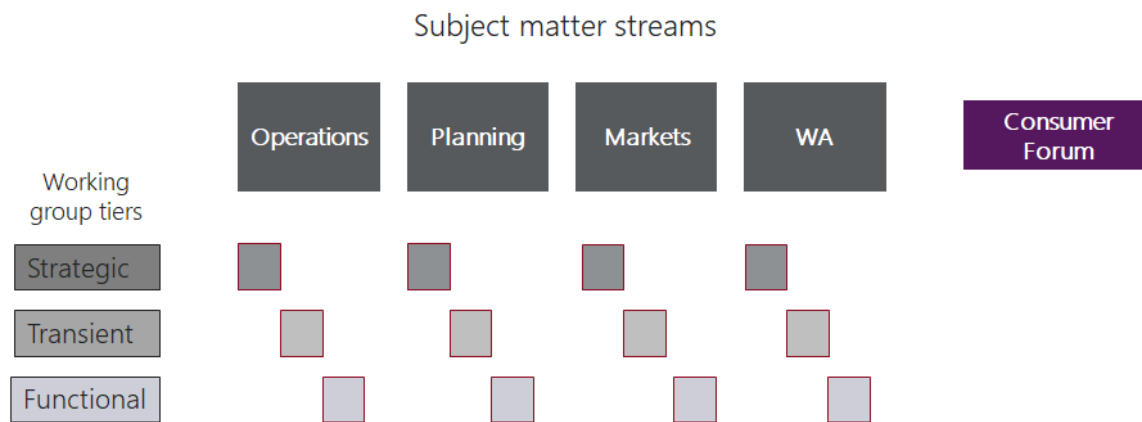 Subject matter streams
Operations
Planning
Markets
WA
Consumer
Forum
Working
group tiers
Strategic
Transient
Functional